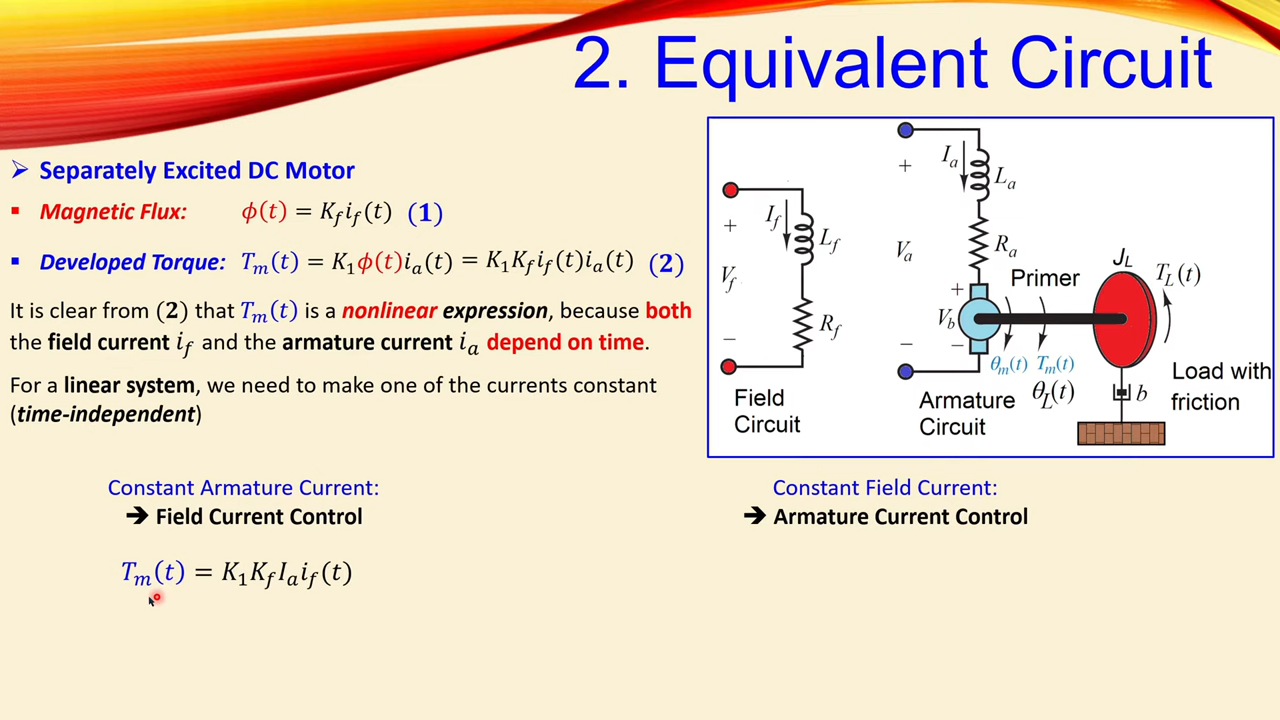 2. Equivalent Circuit
➢ Separately Excited DC Motor
▪ Magnetic Flux: ϕ(t) = K_f i_f(t) (1)
▪ Developed Torque: T_m(t) = K_1ϕ(t)i_a(t) = K_1K_f i_f(t)i_a(t) (2)
It is clear from (2) that T_m(t) is a nonlinear expression, because both
the field current i_f and the armature current i_a depend on time.
For a linear system, we need to make one of the currents constant
(time-independent)
+
I_f
L_f
V_f
R_f
−
Field
Circuit
+
I_a
L_a
V_a
R_a
−
+
V_b
−
Armature
Circuit
Primer
θ_m(t) T_m(t)
θ_L(t)
J_L
T_L(t)
b
Load with
friction
Constant Armature Current:
➔ Field Current Control
T_m(t) = K_1K_f I_a i_f(t)
Constant Field Current:
➔ Armature Current Control